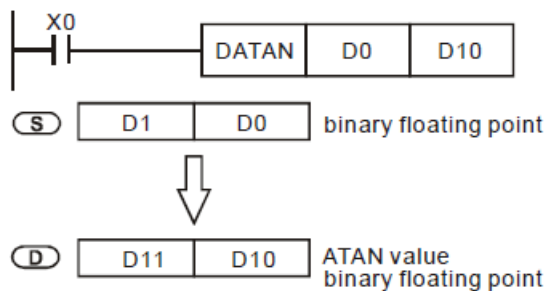 X0
DATAN D0 D10
S D1 D0 binary floating point
D D11 D10 ATAN value
binary floating point